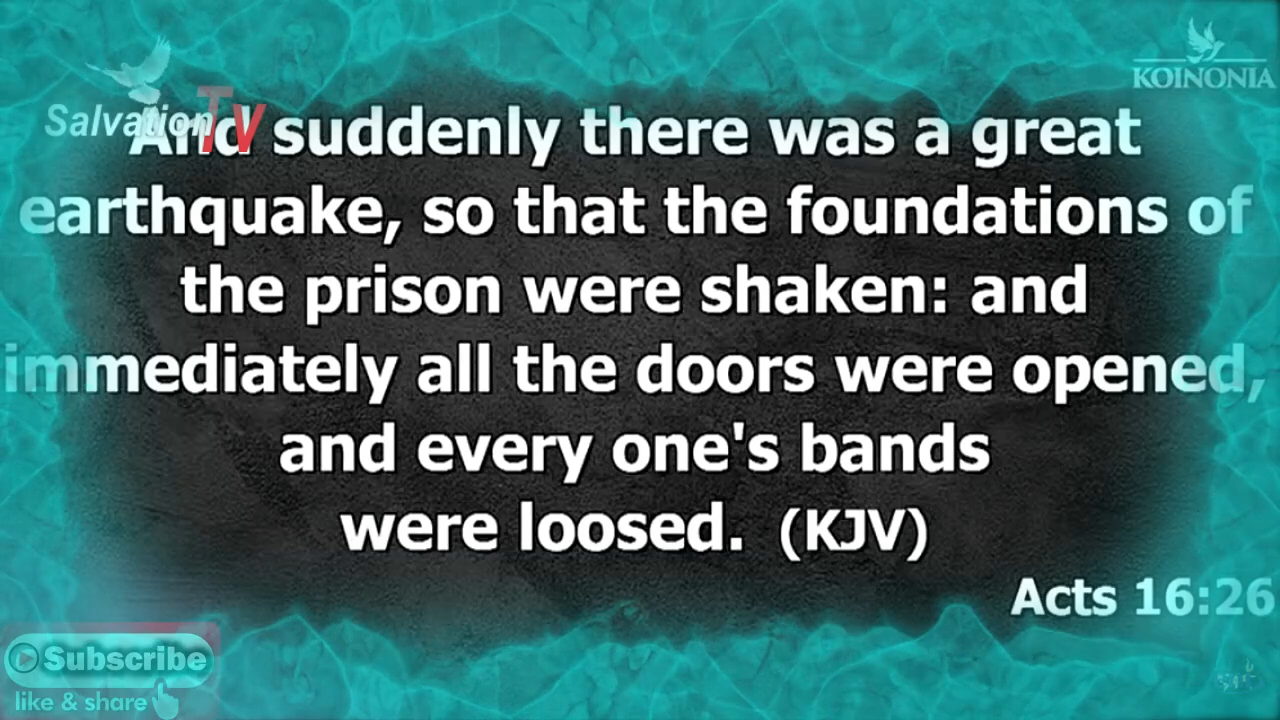 Salvation TV
KOINONIA
And suddenly there was a great
earthquake, so that the foundations of
the prison were shaken: and
immediately all the doors were opened,
and every one's bands
were loosed. (KJV)
Acts 16:26
Subscribe
like & share